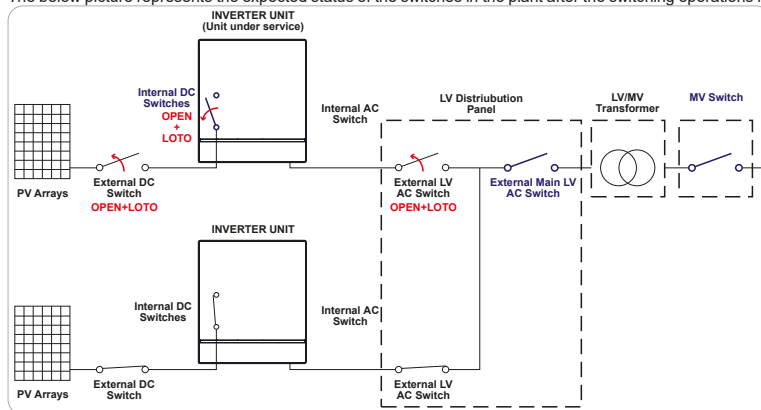 The below picture represents the expected status of the switches in the plant after the switching operations
INVERTER UNIT
(Unit under service)
Internal DC
Switches
OPEN
+
LOTO
Internal AC
Switch
LV Distriubution
Panel
LV/MV
Transformer
MV Switch
PV Arrays
External DC
Switch
OPEN+LOTO
External LV
AC Switch
OPEN+LOTO
External Main LV
AC Switch
INVERTER UNIT
Internal DC
Switches
Internal AC
Switch
PV Arrays
External DC
Switch
External LV
AC Switch